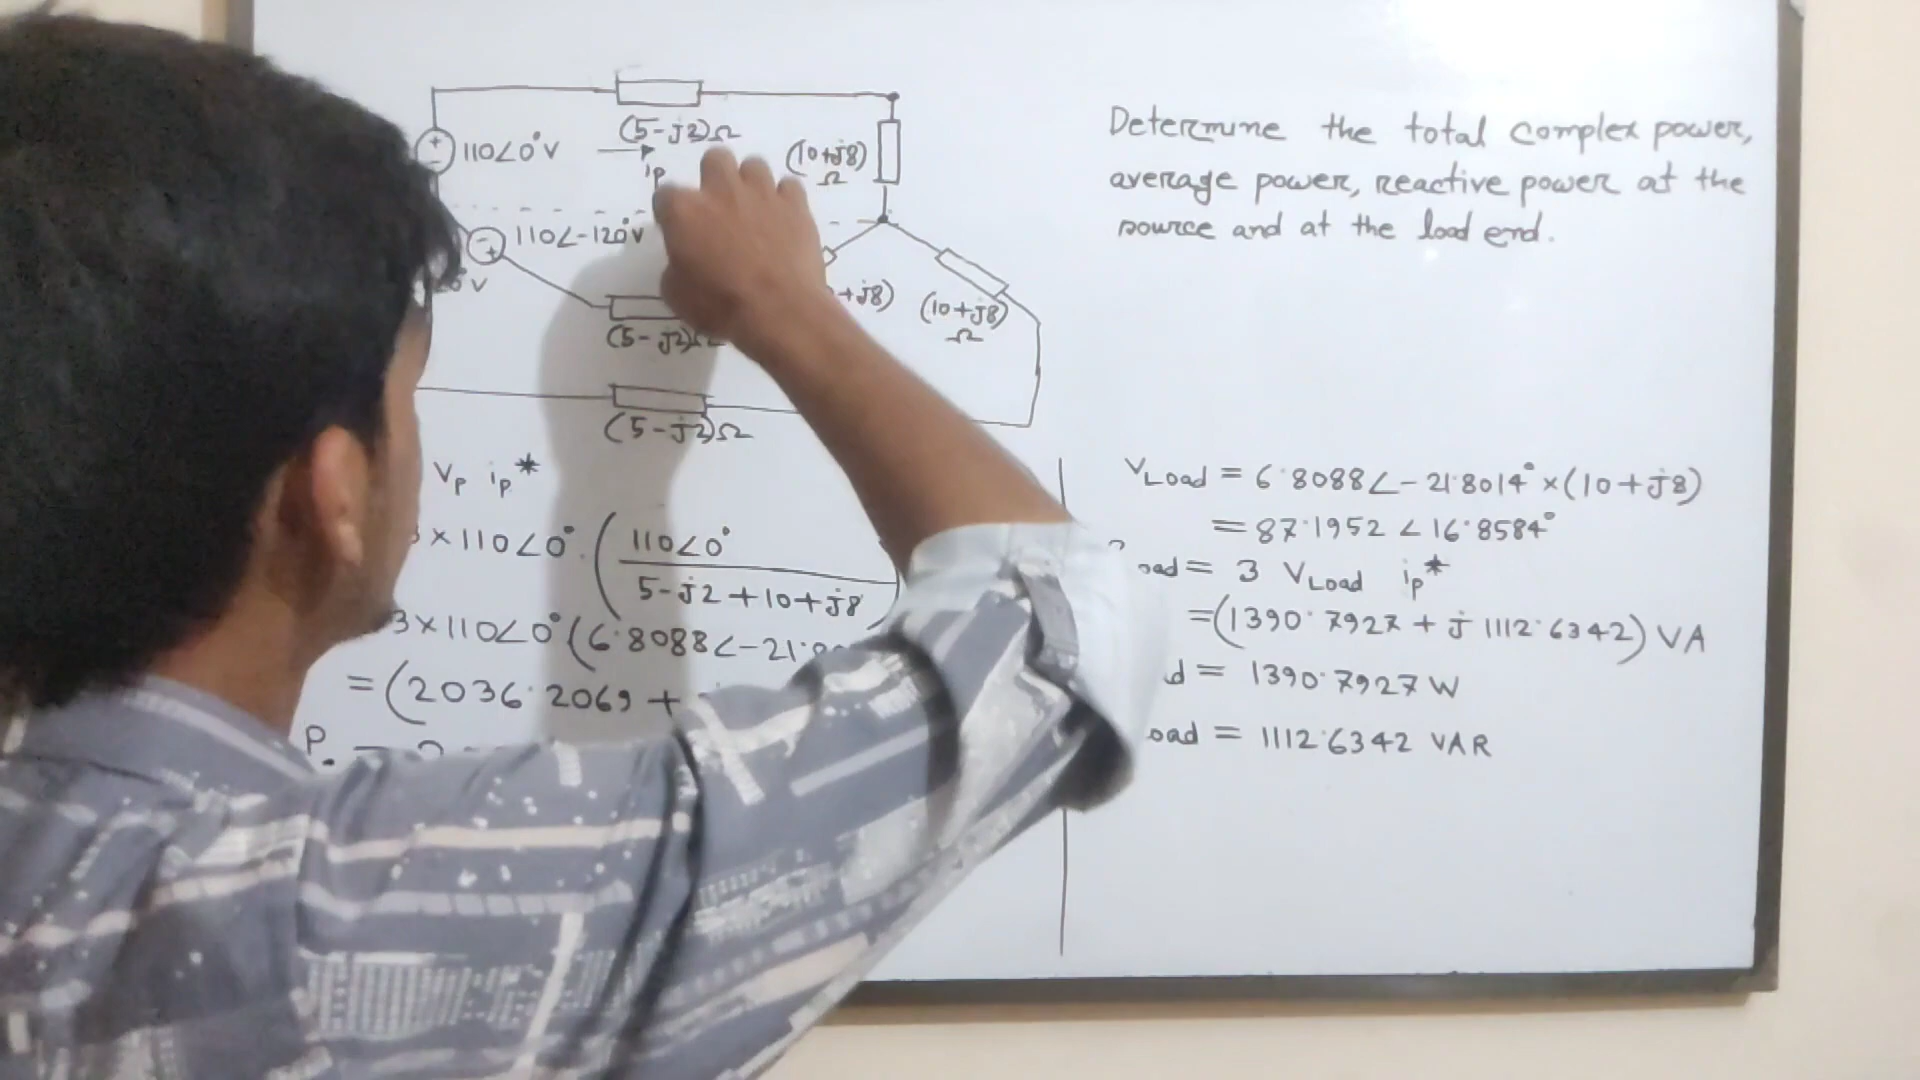 (5-j2)Ω
110∠0°V
ip
(10+j8)
Ω
110∠-120°V
V
(5-j2)Ω
+j8)
(10+j8)
Ω
(5-j2)Ω
Determine the total complex power,
average power, reactive power at the
source and at the load end.
Vp ip*
×110∠0°. (110∠0°
5-j2+10+j8)
3×110∠0° (6.8088∠-21.80
=(2036.2069+
P
=
VLoad = 6.8088∠-21.8014° ×(10+j8)
= 87.1952 ∠16.8584°
oad = 3 VLoad ip*
=(1390.7927 + j 1112.6342) VA
d = 1390.7927 W
oad = 1112.6342 VAR